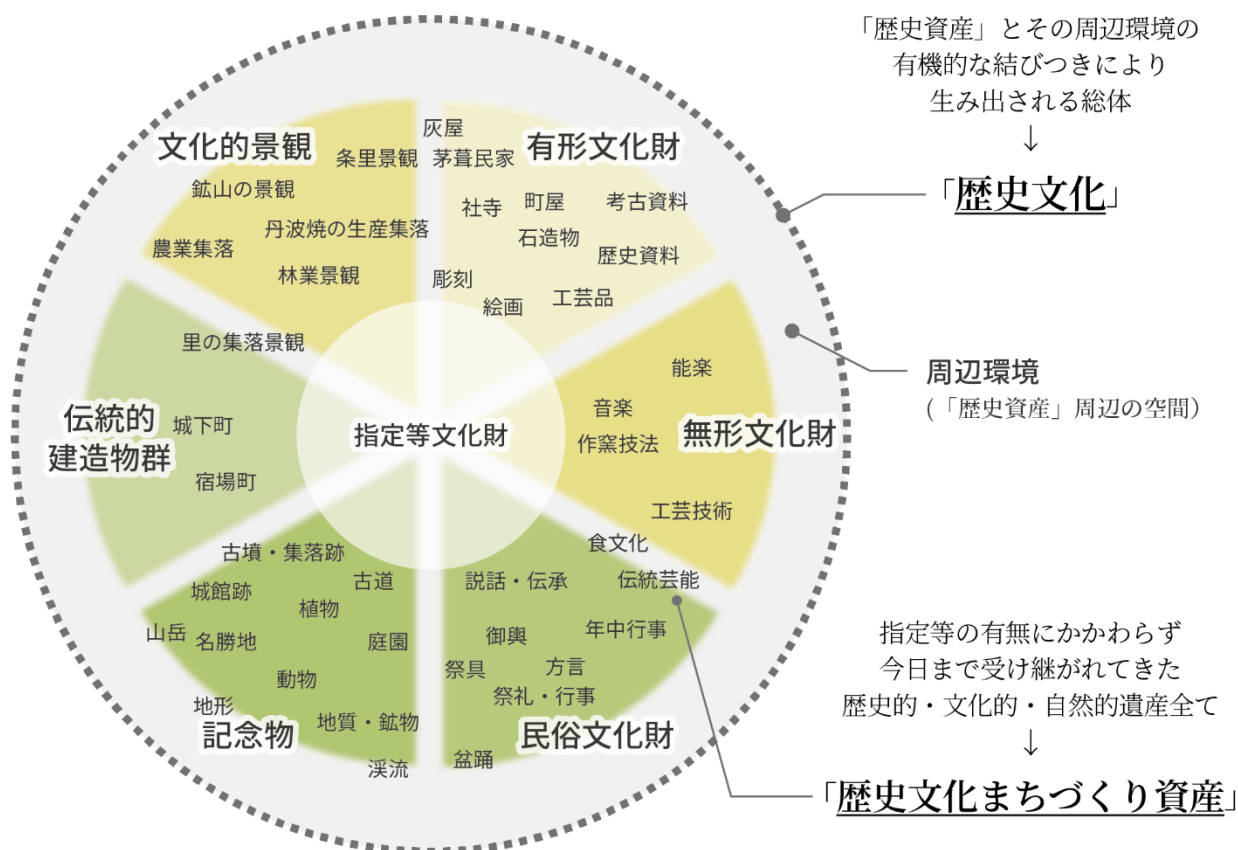 「歴史資産」とその周辺環境の
有機的な結びつきにより
生み出される総体
↓
「歴史文化」
周辺環境
(「歴史資産」周辺の空間)
指定等の有無にかかわらず
今日まで受け継がれてきた
歴史的・文化的・自然的遺産全て
↓
「歴史文化まちづくり資産」
文化的景観
条里景観
鉱山の景観
丹波焼の生産集落
農業集落
林業景観
有形文化財
灰屋
茅葺民家
社寺
町屋
考古資料
石造物
歴史資料
彫刻
絵画
工芸品
無形文化財
能楽
音楽
作窯技法
工芸技術
民俗文化財
食文化
説話・伝承
伝統芸能
御輿
年中行事
祭具
方言
祭礼・行事
盆踊
記念物
古墳・集落跡
城館跡
古道
植物
山岳
名勝地
庭園
動物
地形
地質・鉱物
渓流
伝統的
建造物群
里の集落景観
城下町
宿場町
指定等文化財